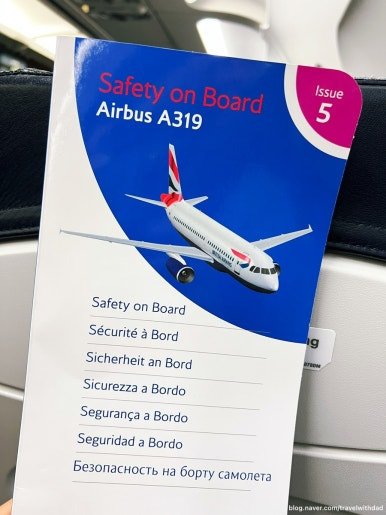 Safety on Board
Airbus A319
Issue
5
Safety on Board
Sécurité à Bord
Sicherheit an Bord
Sicurezza a Bordo
Segurança a Bordo
Seguridad a Bordo
Безопасность на борту самолета
blog.naver.com/travelwithdad